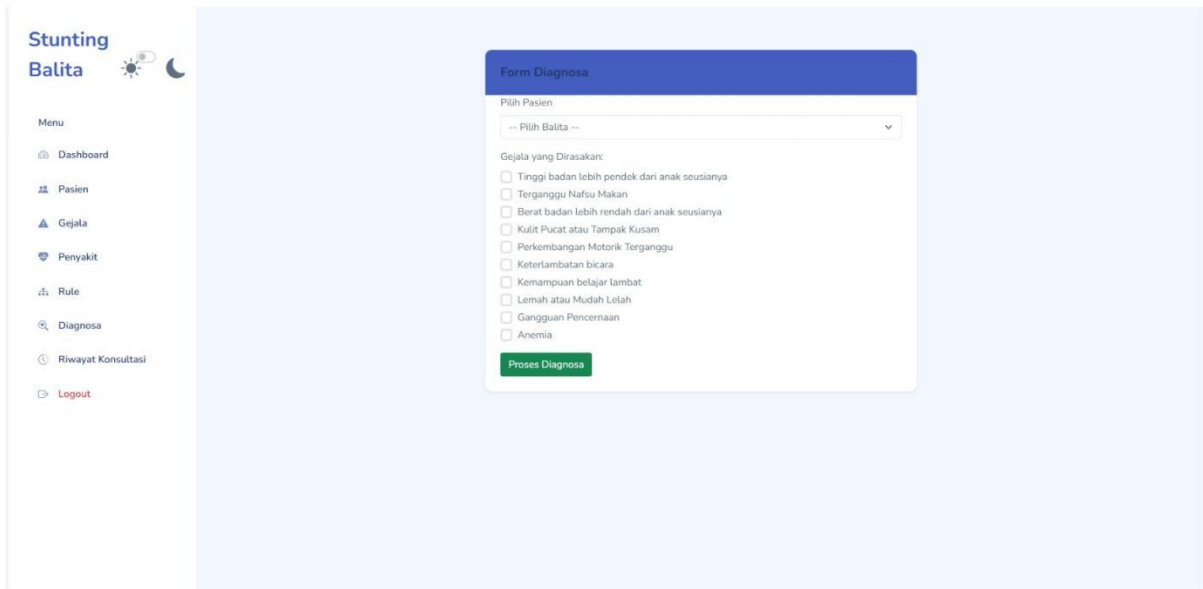 Stunting
Balita
Menu
Dashboard
Pasien
Gejala
Penyakit
Rule
Diagnosa
Riwayat Konsultasi
Logout
Form Diagnosa
Pilih Pasien
-- Pilih Balita --
Gejala yang Dirasakan:
Tinggi badan lebih pendek dari anak seusianya
Terganggu Nafsu Makan
Berat badan lebih rendah dari anak seusianya
Kulit Pucat atau Tampak Kusam
Perkembangan Motorik Terganggu
Keterlambatan bicara
Kemampuan belajar lambat
Lemah atau Mudah Lelah
Gangguan Pencernaan
Anemia
Proses Diagnosa